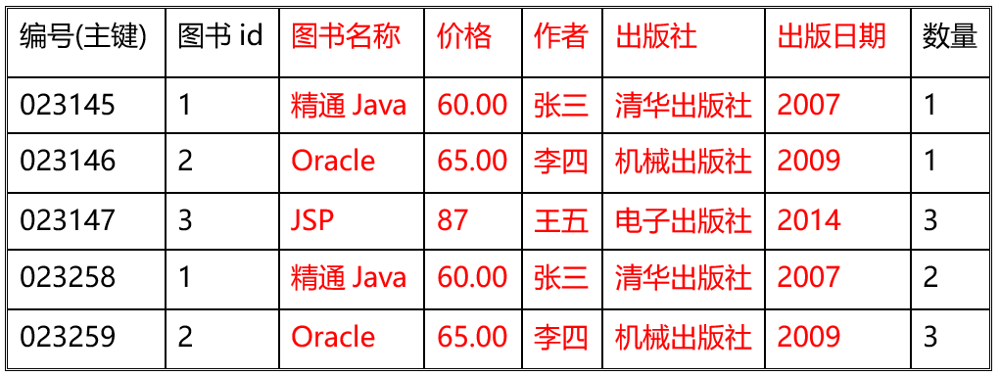 编号(主键) 图书 id 图书名称 价格 作者 出版社 出版日期 数量
023145 1 精通 Java 60.00 张三 清华出版社 2007 1
023146 2 Oracle 65.00 李四 机械出版社 2009 1
023147 3 JSP 87 王五 电子出版社 2014 3
023258 1 精通 Java 60.00 张三 清华出版社 2007 2
023259 2 Oracle 65.00 李四 机械出版社 2009 3